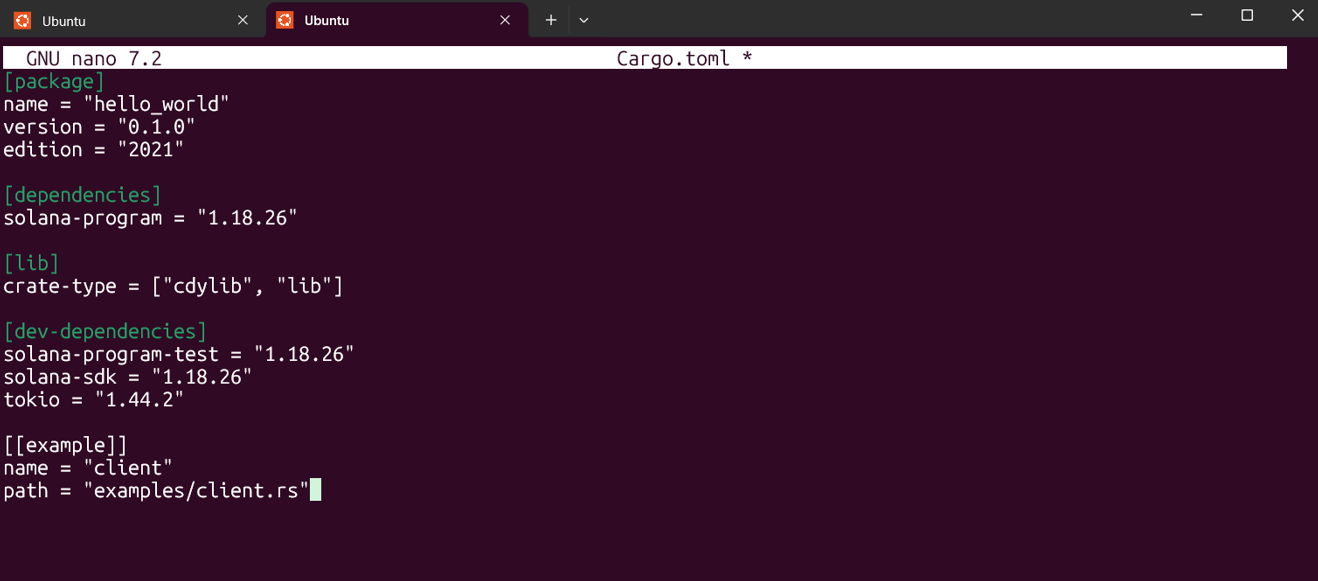 Ubuntu
Ubuntu
GNU nano 7.2 Cargo.toml *
[package]
name = "hello_world"
version = "0.1.0"
edition = "2021"
[dependencies]
solana-program = "1.18.26"
[lib]
crate-type = ["cdylib", "lib"]
[dev-dependencies]
solana-program-test = "1.18.26"
solana-sdk = "1.18.26"
tokio = "1.44.2"
[[example]]
name = "client"
path = "examples/client.rs"